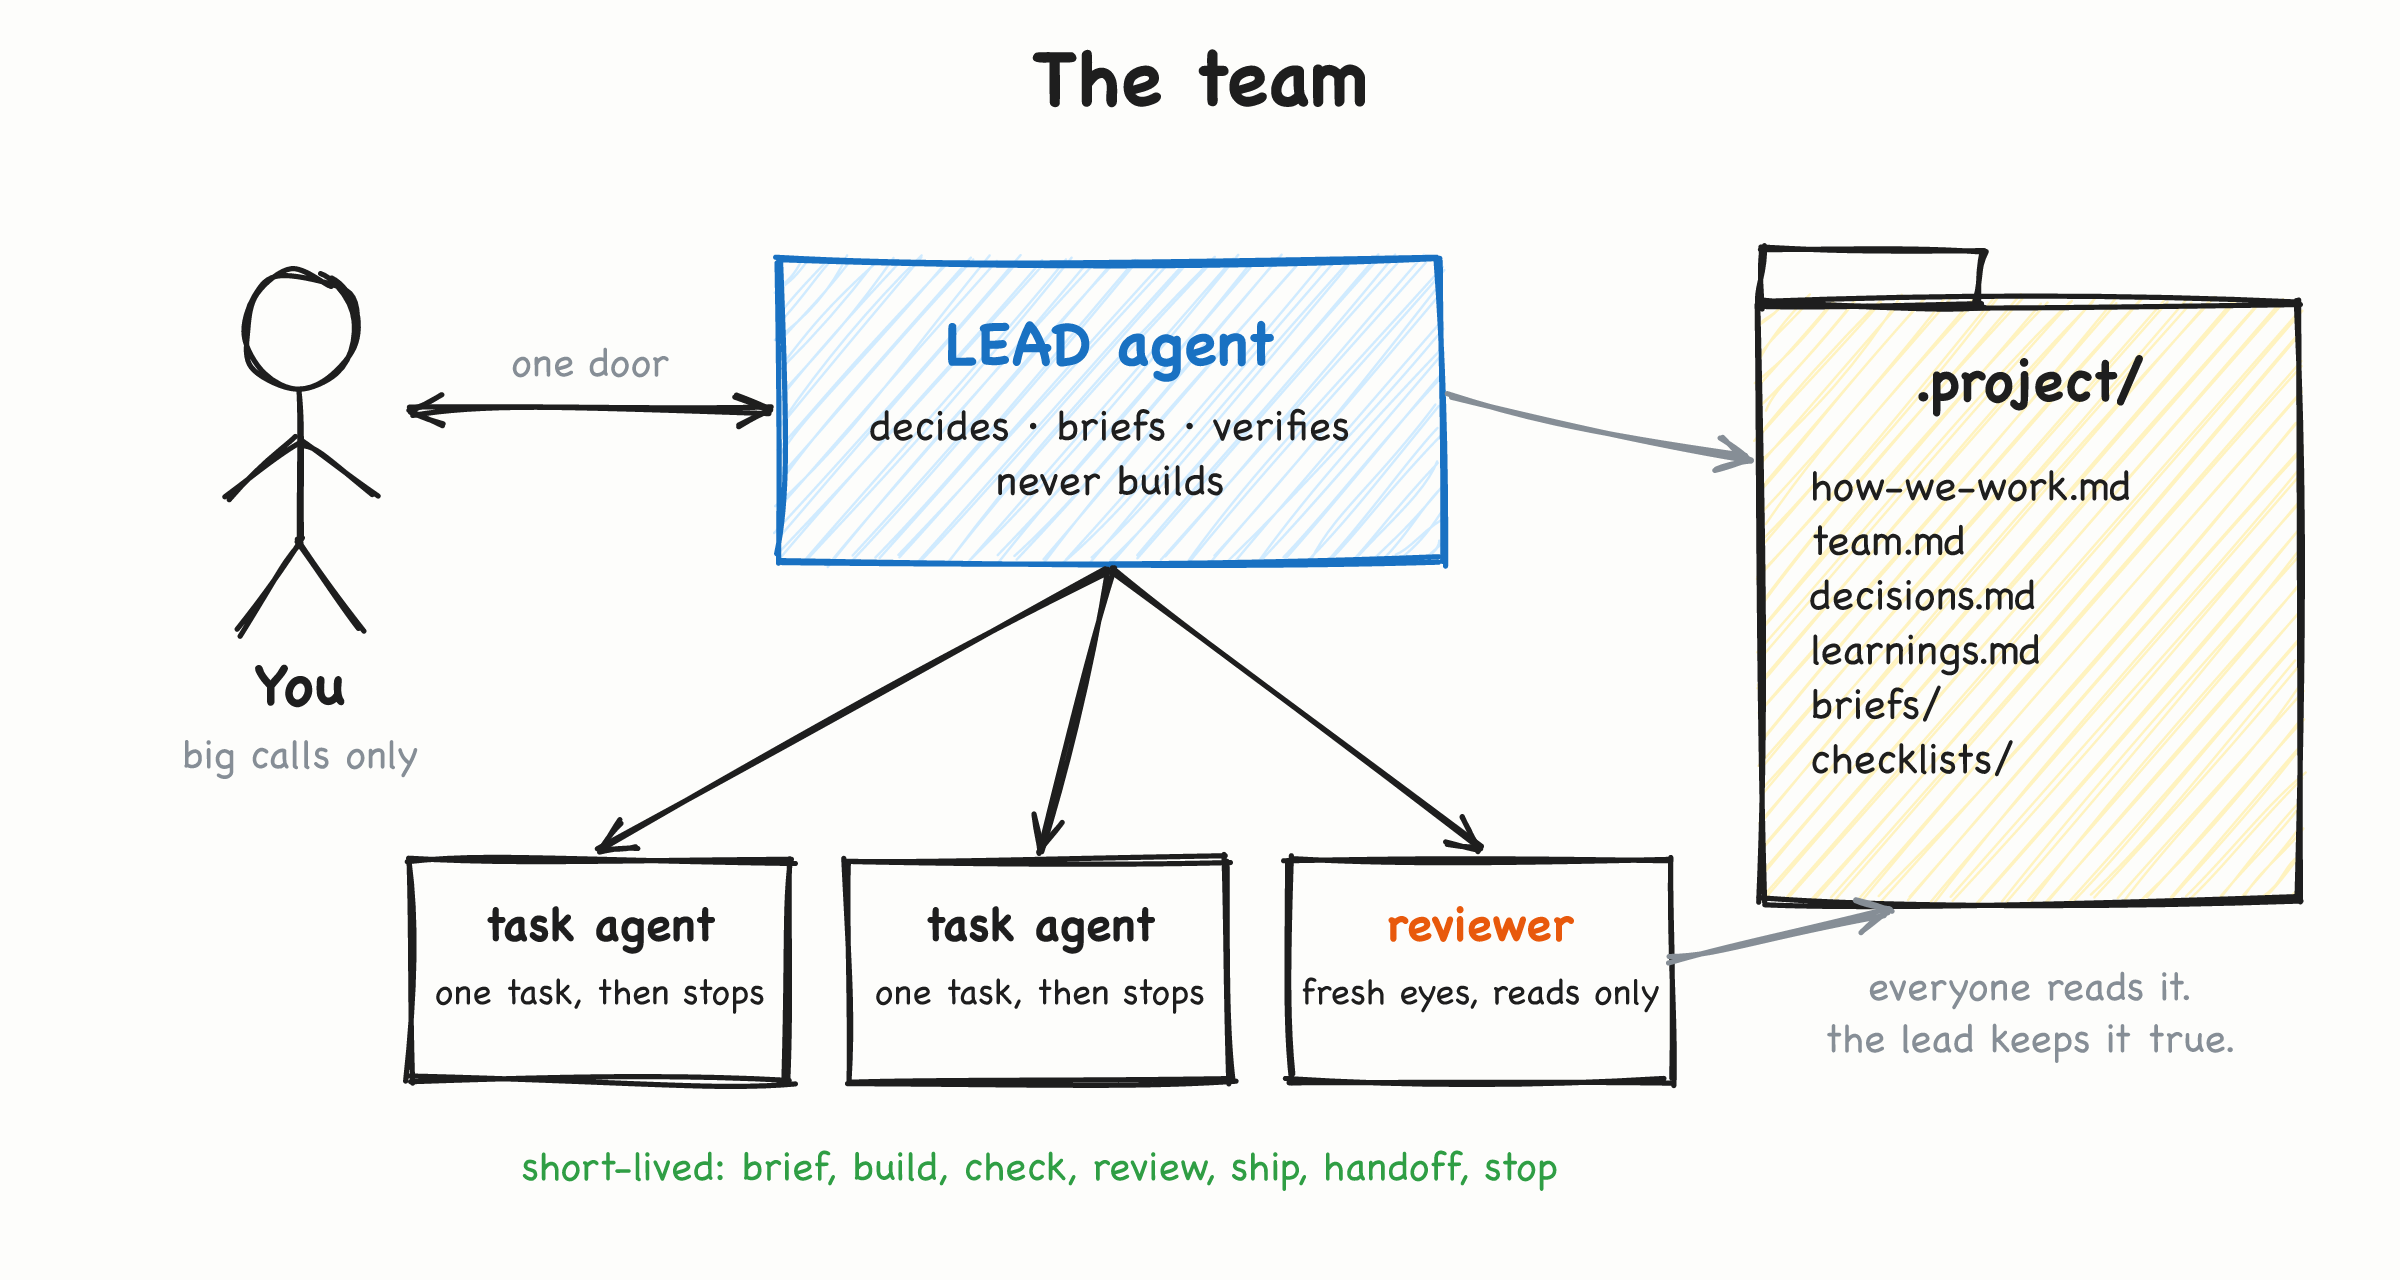 The team
one door
LEAD agent
decides · briefs · verifies
never builds
You
big calls only
.project/
how-we-work.md
team.md
decisions.md
learnings.md
briefs/
checklists/
task agent
one task, then stops
task agent
one task, then stops
reviewer
fresh eyes, reads only
everyone reads it.
the lead keeps it true.
short-lived: brief, build, check, review, ship, handoff, stop